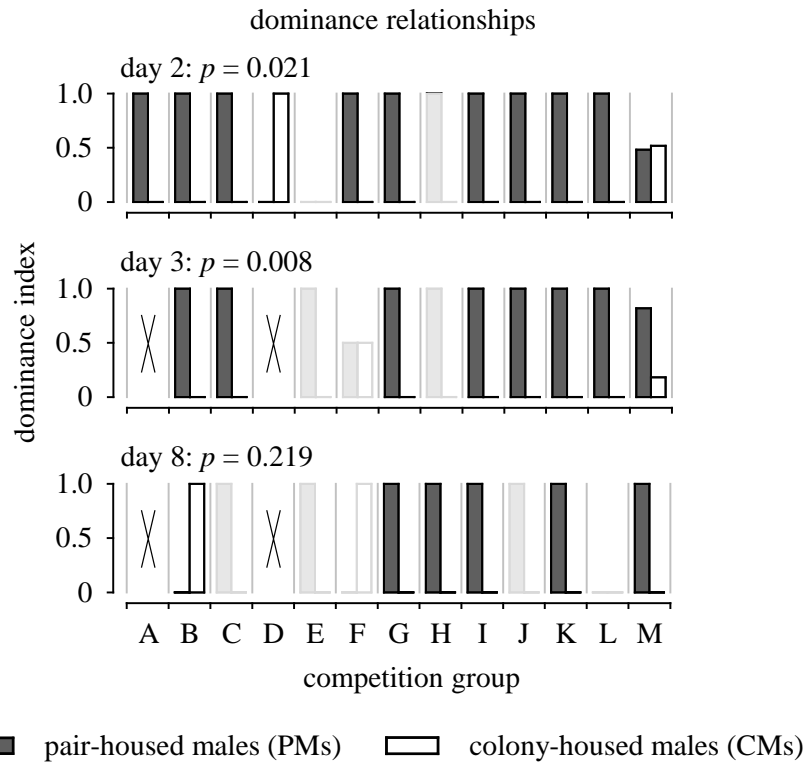 dominance relationships
day 2: p = 0.021
1.0
0.5
0
day 3: p = 0.008
1.0
0.5
0
day 8: p = 0.219
1.0
0.5
0
dominance index
A B C D E F G H I J K L M
competition group
pair-housed males (PMs) colony-housed males (CMs)